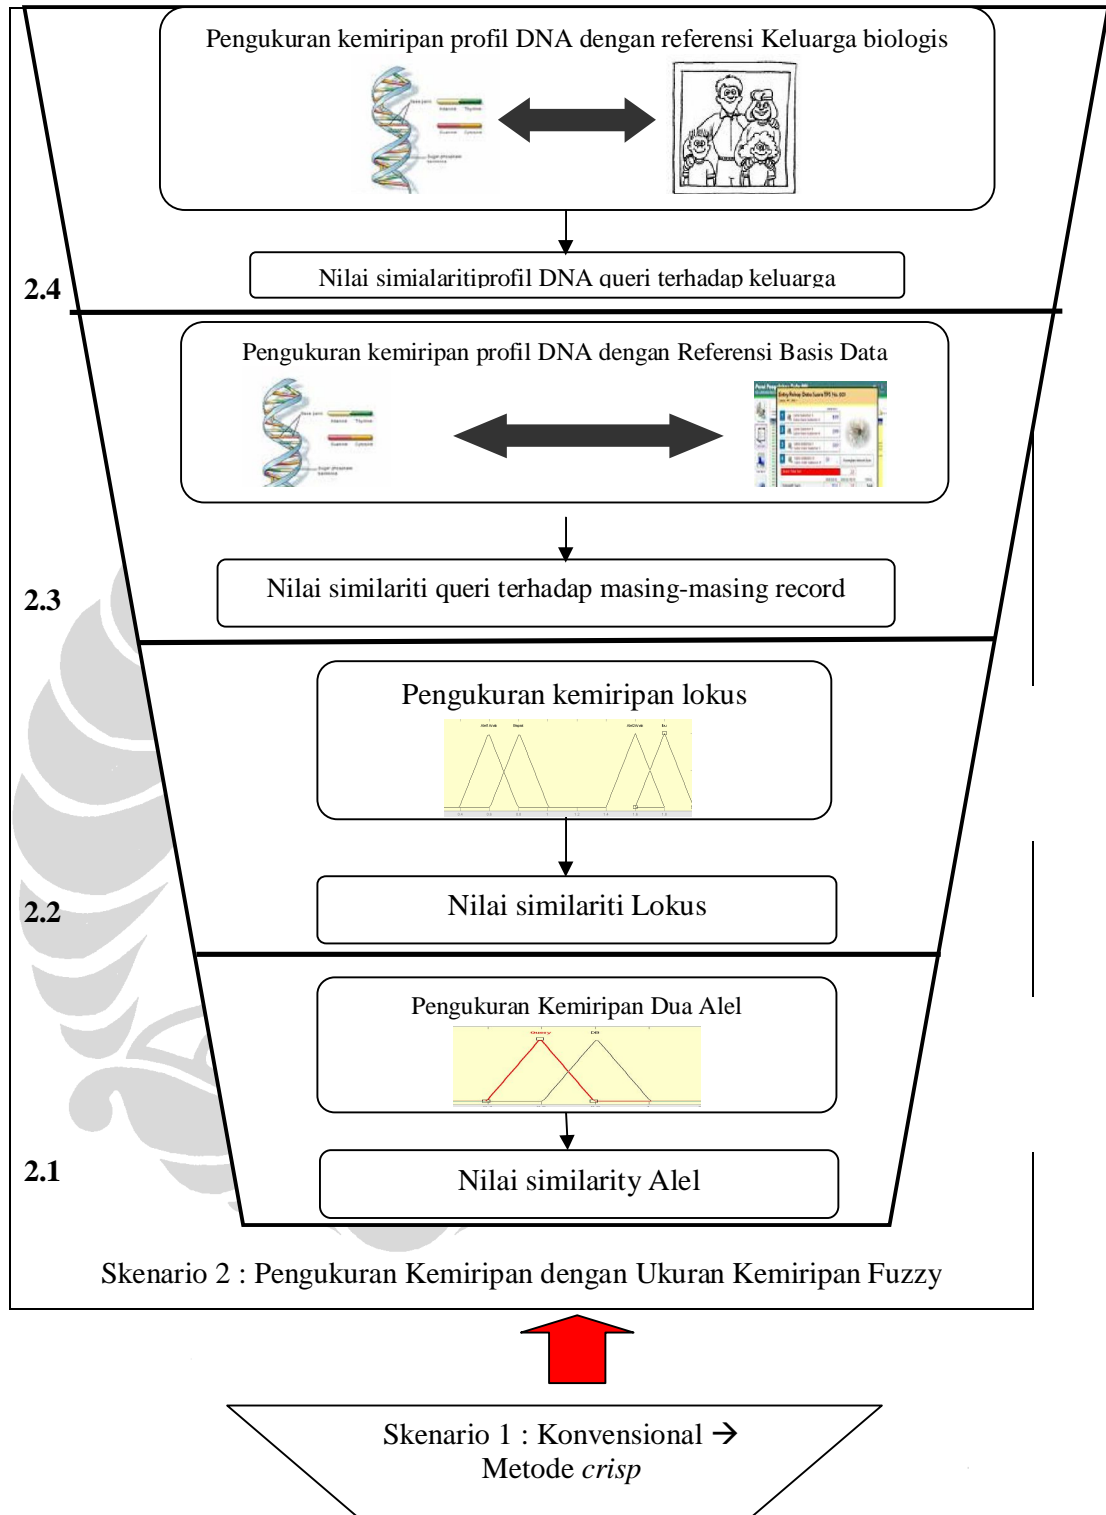 Pengukuran kemiripan profil DNA dengan referensi Keluarga biologis
Nilai simialaritiprofil DNA queri terhadap keluarga
2.4
Pengukuran kemiripan profil DNA dengan Referensi Basis Data
Nilai similariti queri terhadap masing-masing record
2.3
Pengukuran kemiripan lokus
Nilai similariti Lokus
2.2
Pengukuran Kemiripan Dua Alel
Query
DB
Nilai similarity Alel
2.1
Skenario 2 : Pengukuran Kemiripan dengan Ukuran Kemiripan Fuzzy
Skenario 1 : Konvensional →
Metode crisp